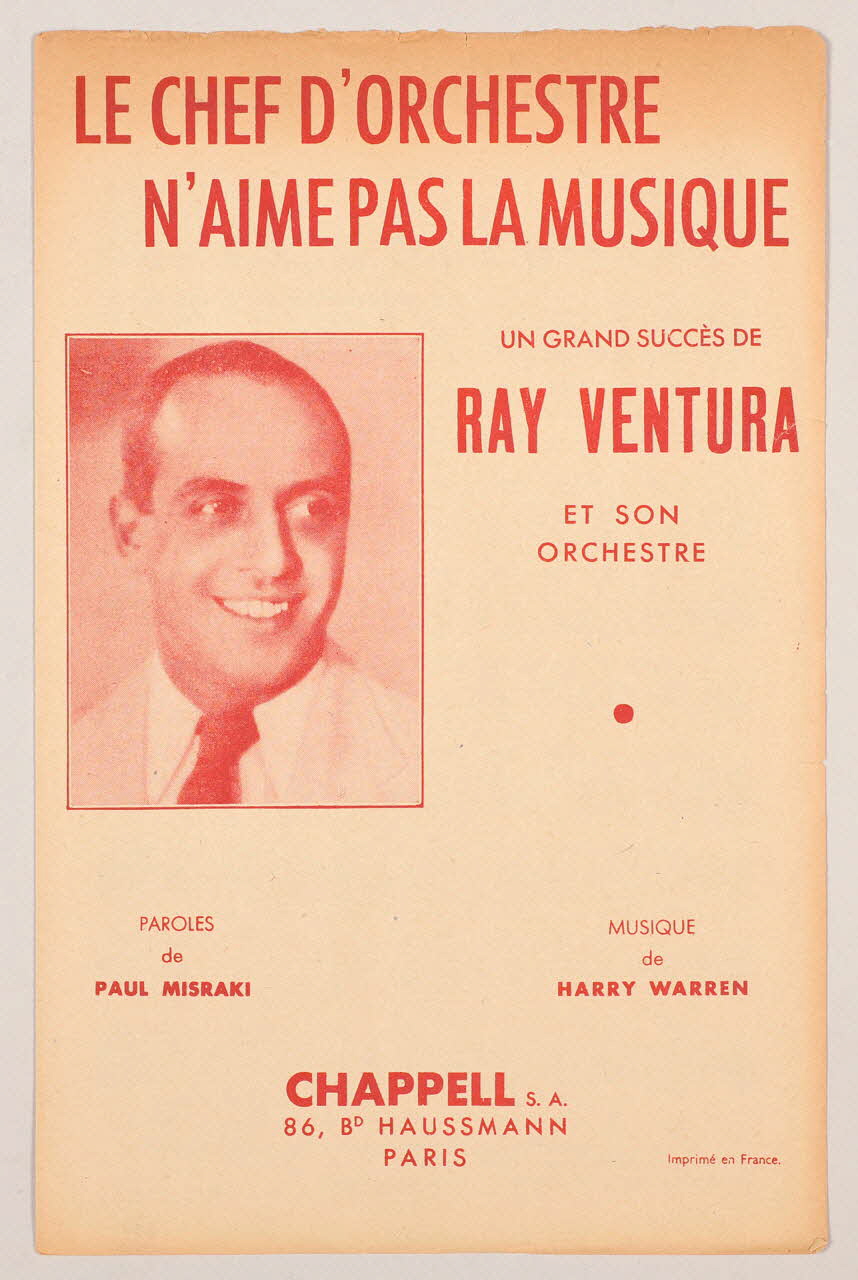 LE CHEF D'ORCHESTRE
N'AIME PAS LA MUSIQUE
UN GRAND SUCCÈS DE
RAY VENTURA
ET SON
ORCHESTRE
PAROLES
de
PAUL MISRAKI
MUSIQUE
de
HARRY WARREN
CHAPPELL S. A.
86, BD HAUSSMANN
PARIS
Imprimé en France.